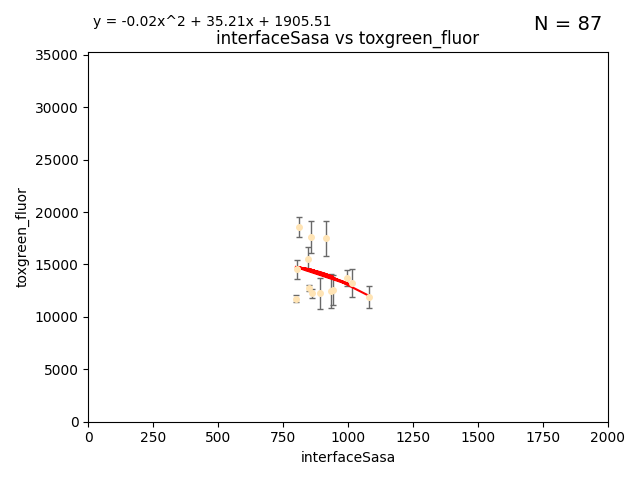 y = -0.02x^2 + 35.21x + 1905.51
N = 87
interfaceSasa vs toxgreen_fluor
35000
30000
25000
20000
15000
10000
5000
0
toxgreen_fluor
0 250 500 750 1000 1250 1500 1750 2000
interfaceSasa